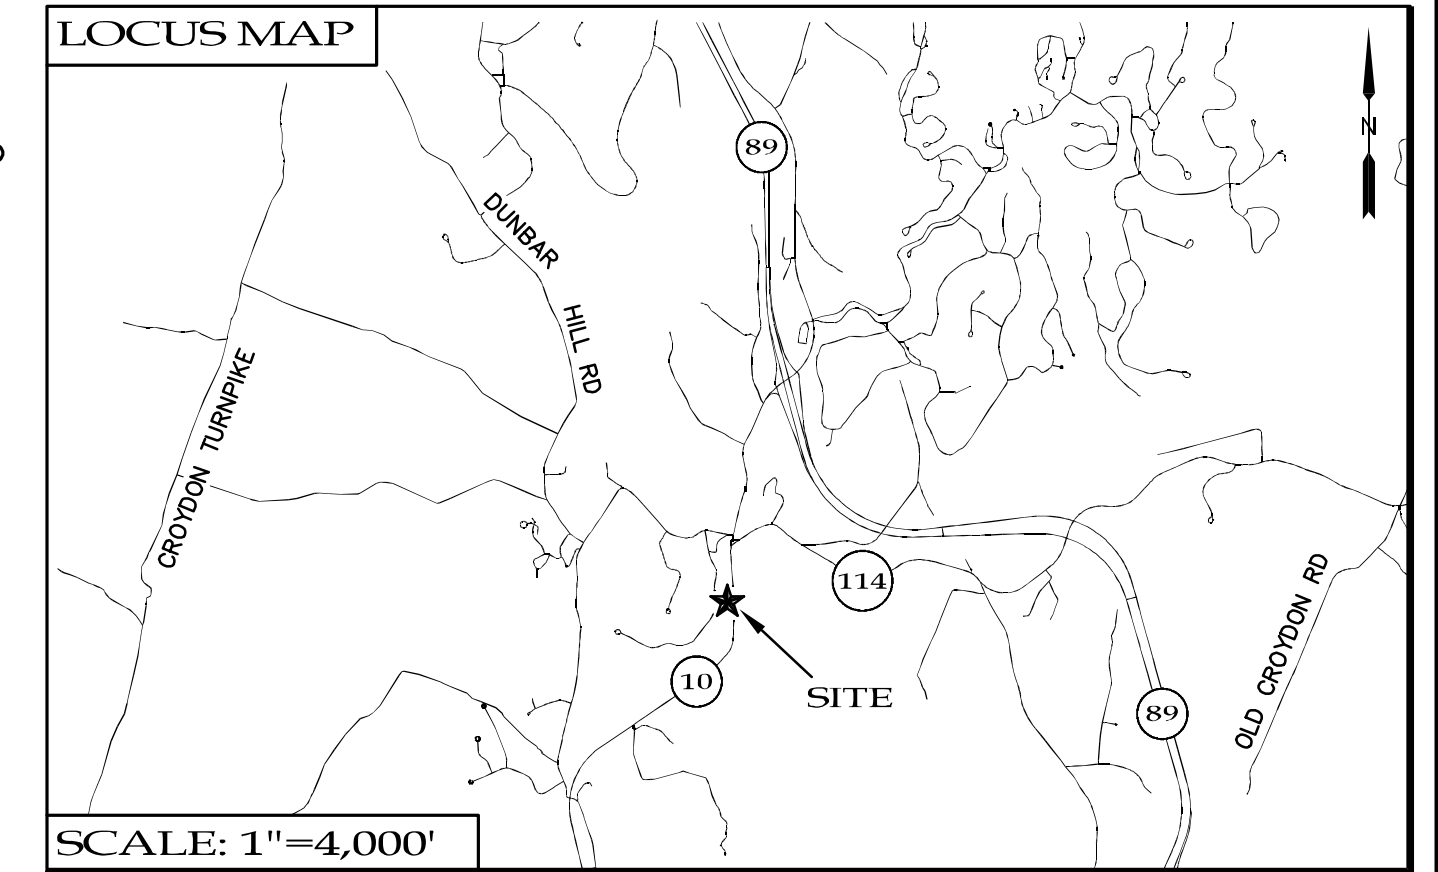 LOCUS MAP
N
89
DUNBAR
HILL RD
CROYDON TURNPIKE
114
OLD CROYDON RD
10
SITE
89
SCALE: 1"=4,000'